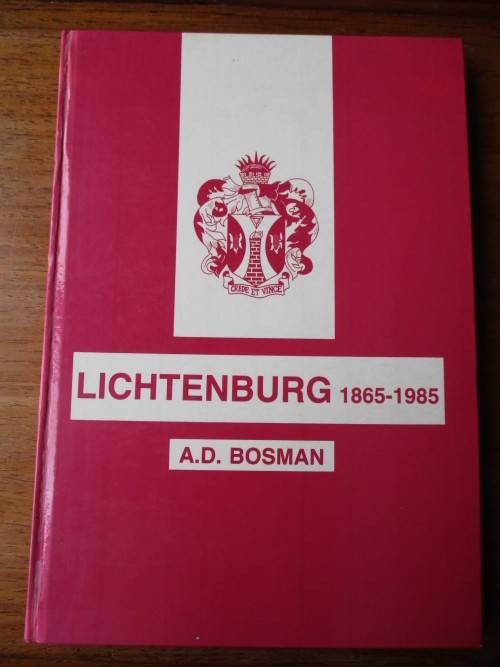 CREDE ET VINCE
LICHTENBURG 1865-1985
A.D. BOSMAN